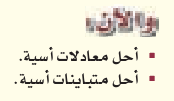 والآن
▪ أحل معادلات أسية.
▪ أحل متباينات أسية.